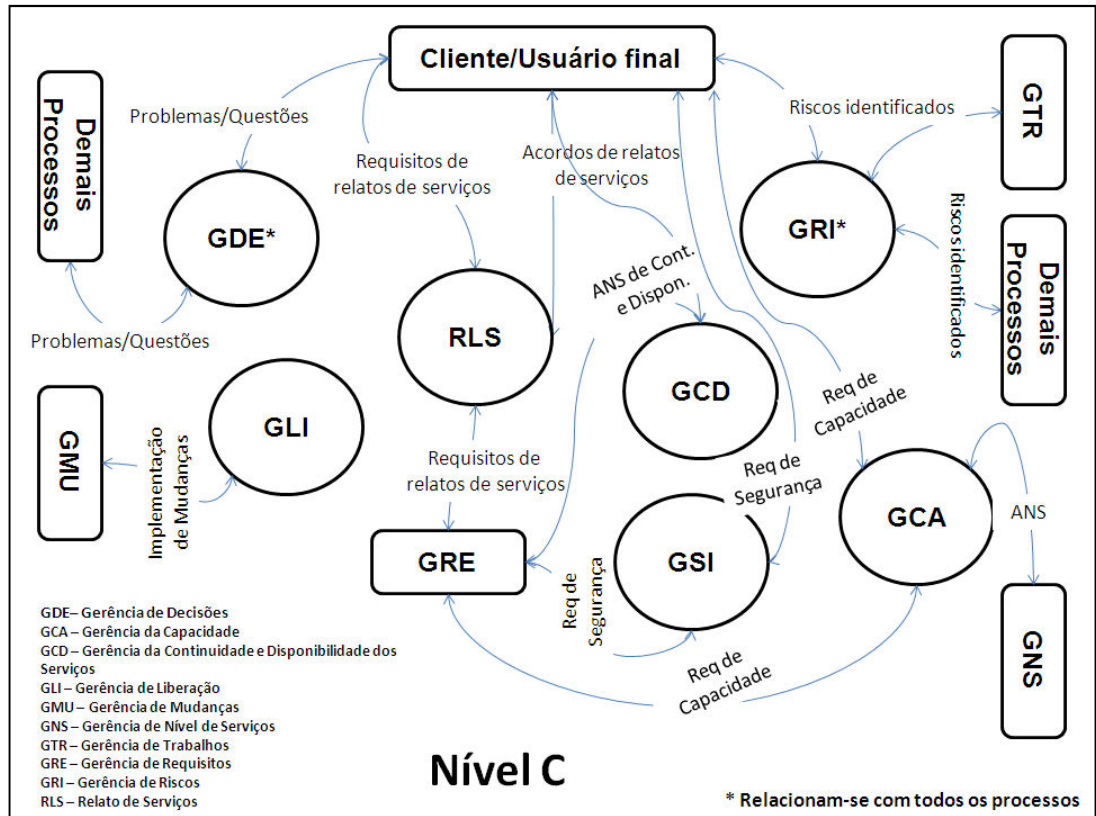 Cliente/Usuário final
Demais
Processos
Problemas/Questões
GDE*
Problemas/Questões
Requisitos de
relatos de serviços
Acordos de relatos
de serviços
Riscos identificados
GTR
GRI*
Riscos identificados
Demais
Processos
ANS de Cont.
e Dispon.
RLS
GCD
GLI
GMU
Implementação
de Mudanças
Requisitos de
relatos de serviços
Req de
Capacidade
Req de
Segurança
GRE
Req de
Segurança
GSI
GCA
ANS
GNS
Req de
Capacidade
GDE– Gerência de Decisões
GCA – Gerência da Capacidade
GCD – Gerência da Continuidade e Disponibilidade dos
Serviços
GLI – Gerência de Liberação
GMU – Gerência de Mudanças
GNS – Gerência de Nível de Serviços
GTR – Gerência de Trabalhos
GRE – Gerência de Requisitos
GRI – Gerência de Riscos
RLS – Relato de Serviços
Nível C
* Relacionam-se com todos os processos